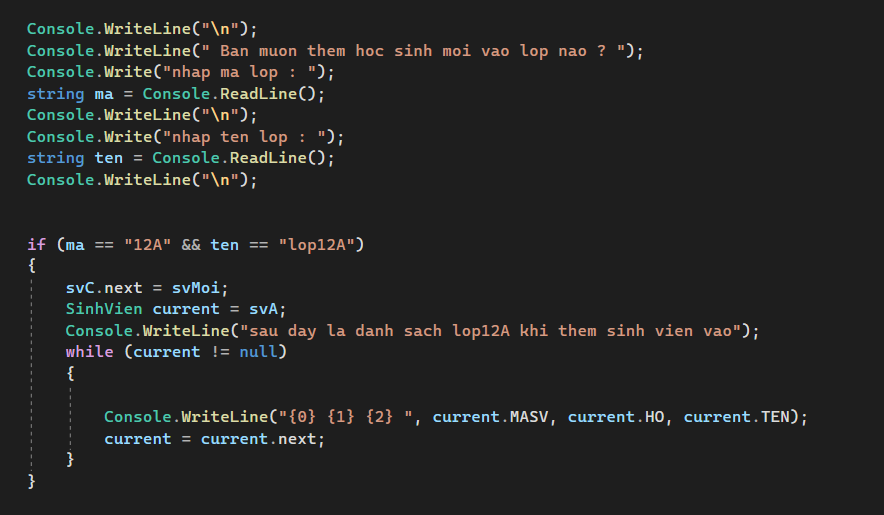 Console.WriteLine("\n");
Console.WriteLine(" Ban muon them hoc sinh moi vao lop nao ? ");
Console.Write("nhap ma lop : ");
string ma = Console.ReadLine();
Console.WriteLine("\n");
Console.Write("nhap ten lop : ");
string ten = Console.ReadLine();
Console.WriteLine("\n");
if (ma == "12A" && ten == "lop12A")
{
svC.next = svMoi;
SinhVien current = svA;
Console.WriteLine("sau day la danh sach lop12A khi them sinh vien vao");
while (current != null)
{
Console.WriteLine("{0} {1} {2} ", current.MASV, current.HO, current.TEN);
current = current.next;
}
}